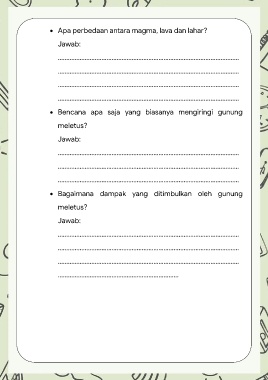 • Apa perbedaan antara magma, lava dan lahar?
Jawab:
................................................................................
................................................................................
................................................................................
................................................................................
• Bencana apa saja yang biasanya mengiringi gunung
meletus?
Jawab:
................................................................................
................................................................................
................................................................................
• Bagaimana dampak yang ditimbulkan oleh gunung
meletus?
Jawab:
................................................................................
................................................................................
................................................................................
.....................................................